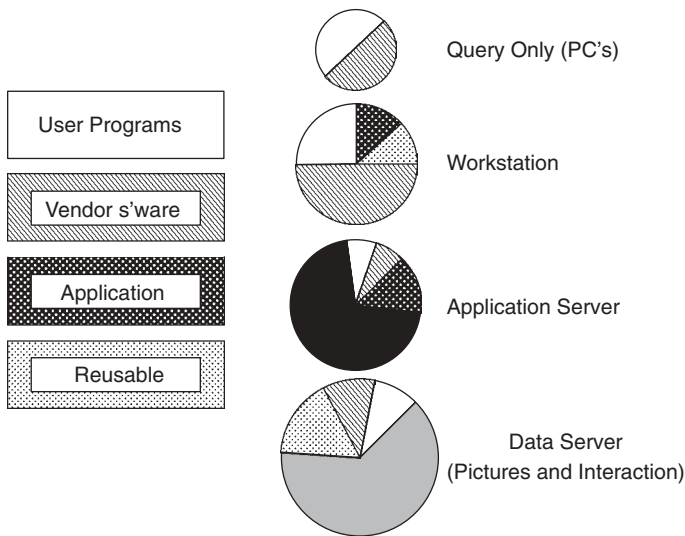 User Programs
Vendor s’ware
Application
Reusable
Query Only (PC’s)
Workstation
Application Server
Data Server
(Pictures and Interaction)